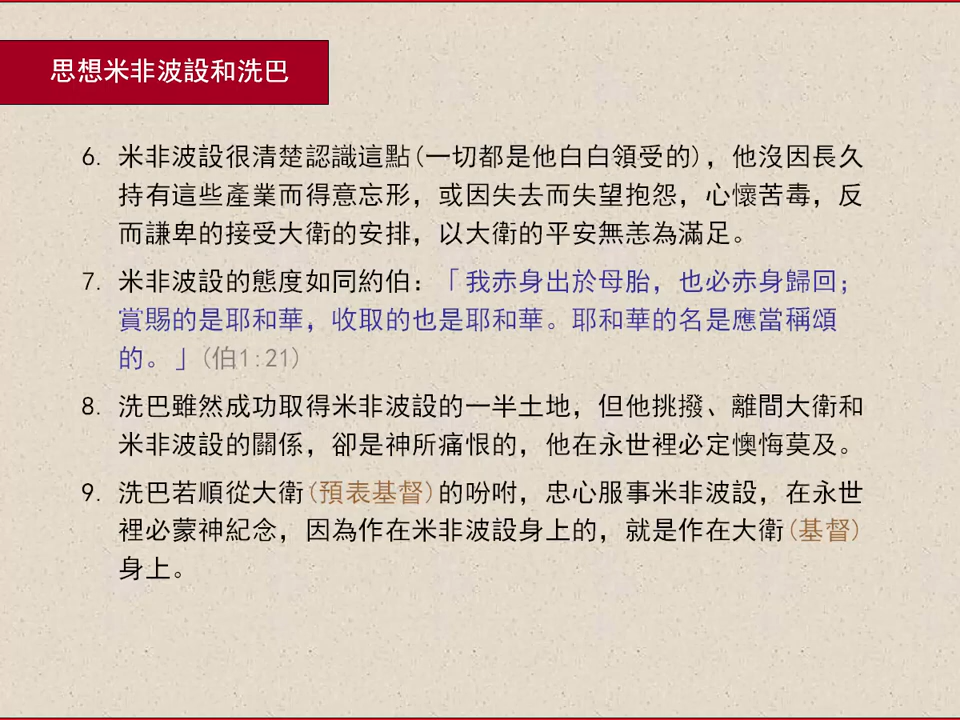 思想米非波設和洗巴
6. 米非波設很清楚認識這點(一切都是他白白領受的)，他沒因長久
持有這些產業而得意忘形，或因失去而失望抱怨，心懷苦毒，反
而謙卑的接受大衛的安排，以大衛的平安無恙為滿足。
7. 米非波設的態度如同約伯：「我赤身出於母胎，也必赤身歸回；
賞賜的是耶和華，收取的也是耶和華。耶和華的名是應當稱頌
的。」(伯1:21)
8. 洗巴雖然成功取得米非波設的一半土地，但他挑撥、離間大衛和
米非波設的關係，卻是神所痛恨的，他在永世裡必定懊悔莫及。
9. 洗巴若順從大衛(預表基督)的吩咐，忠心服事米非波設，在永世
裡必蒙神紀念，因為作在米非波設身上的，就是作在大衛(基督)
身上。